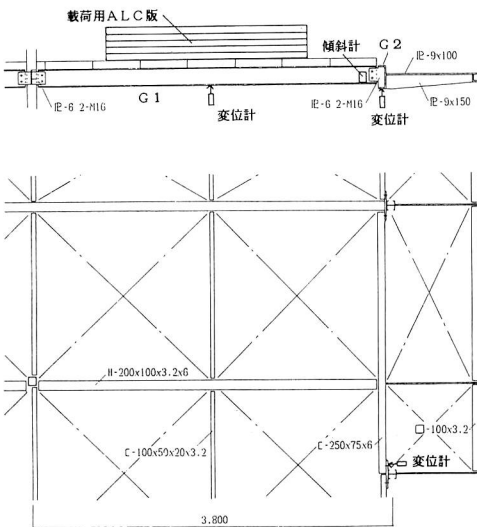 載荷用ALC版
傾斜計
G2
PL-9x100
PL-6 2-M16
G1
変位計
PL-6 2-M16
変位計
PL-9x150
H-200x100x3.2x6
C-100x50x20x3.2
[-250x75x6
□-100x3.2
変位計
3.800